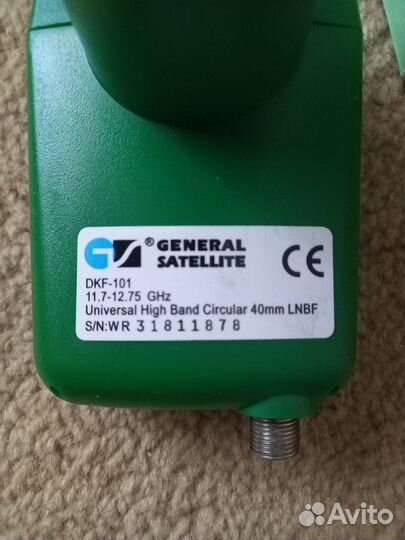 GS ® GENERAL
SATELLITE
CE
DKF-101
11.7-12.75 GHz
Universal High Band Circular 40mm LNBF
S/N:WR 31811878
Avito